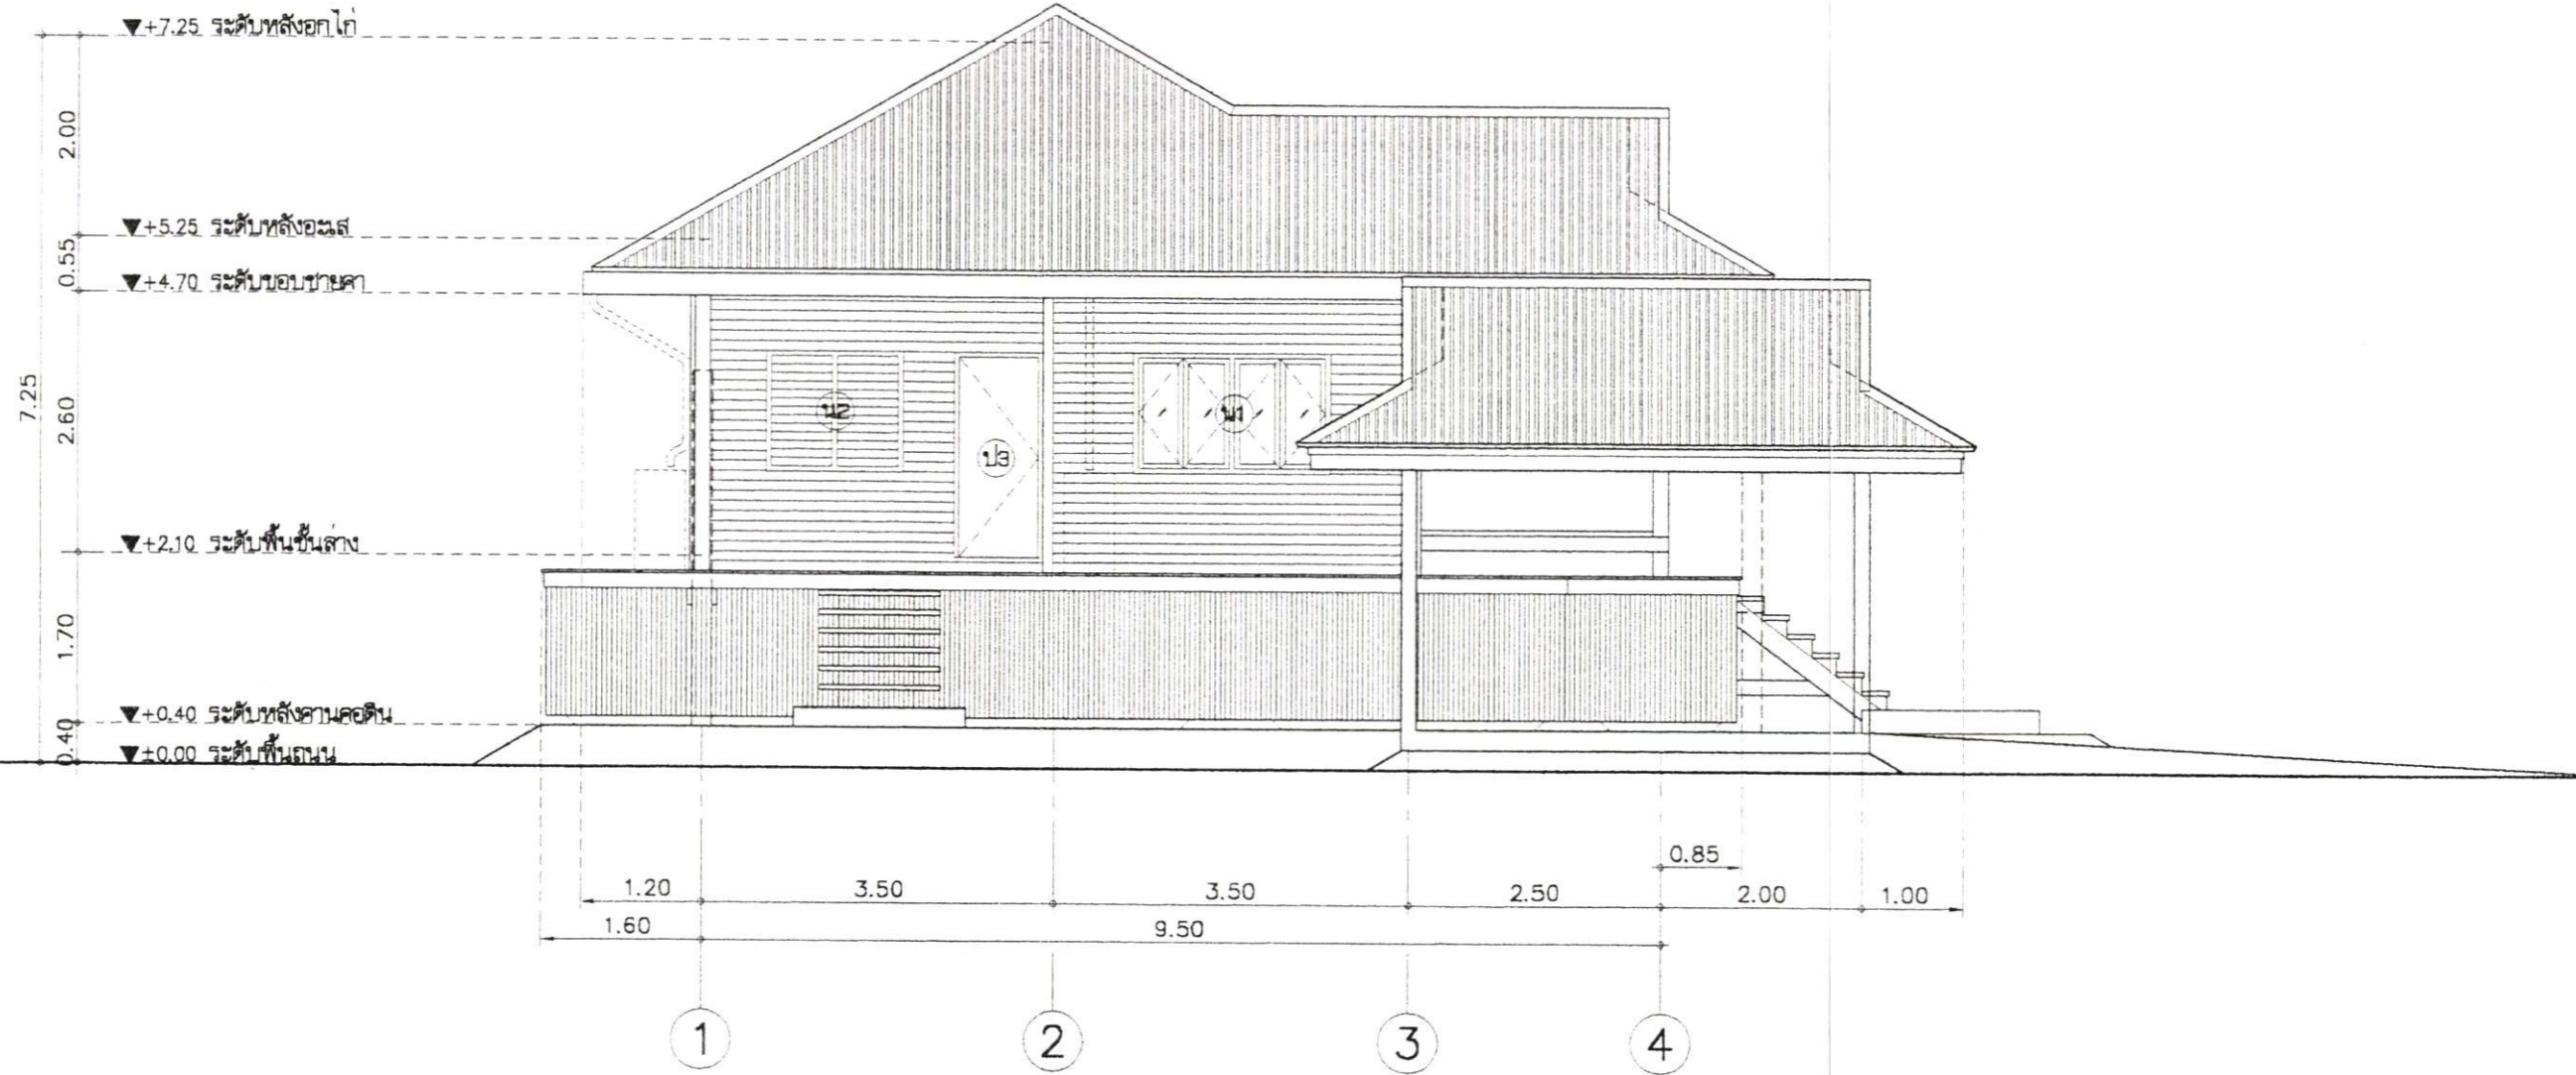 ▼+7.25 ระดับหลังอกไก่
2.00
▼+5.25 ระดับหลังอะเส
0.55
▼+4.70 ระดับขอบชายคา
7.25
2.60
น2
ป3
น1
▼+2.10 ระดับพื้นชั้นล่าง
1.70
▼+0.40 ระดับหลังคานคอดิน
0.40
▼±0.00 ระดับพื้นถนน
0.85
1.20
3.50
3.50
2.50
2.00
1.00
1.60
9.50
1
2
3
4